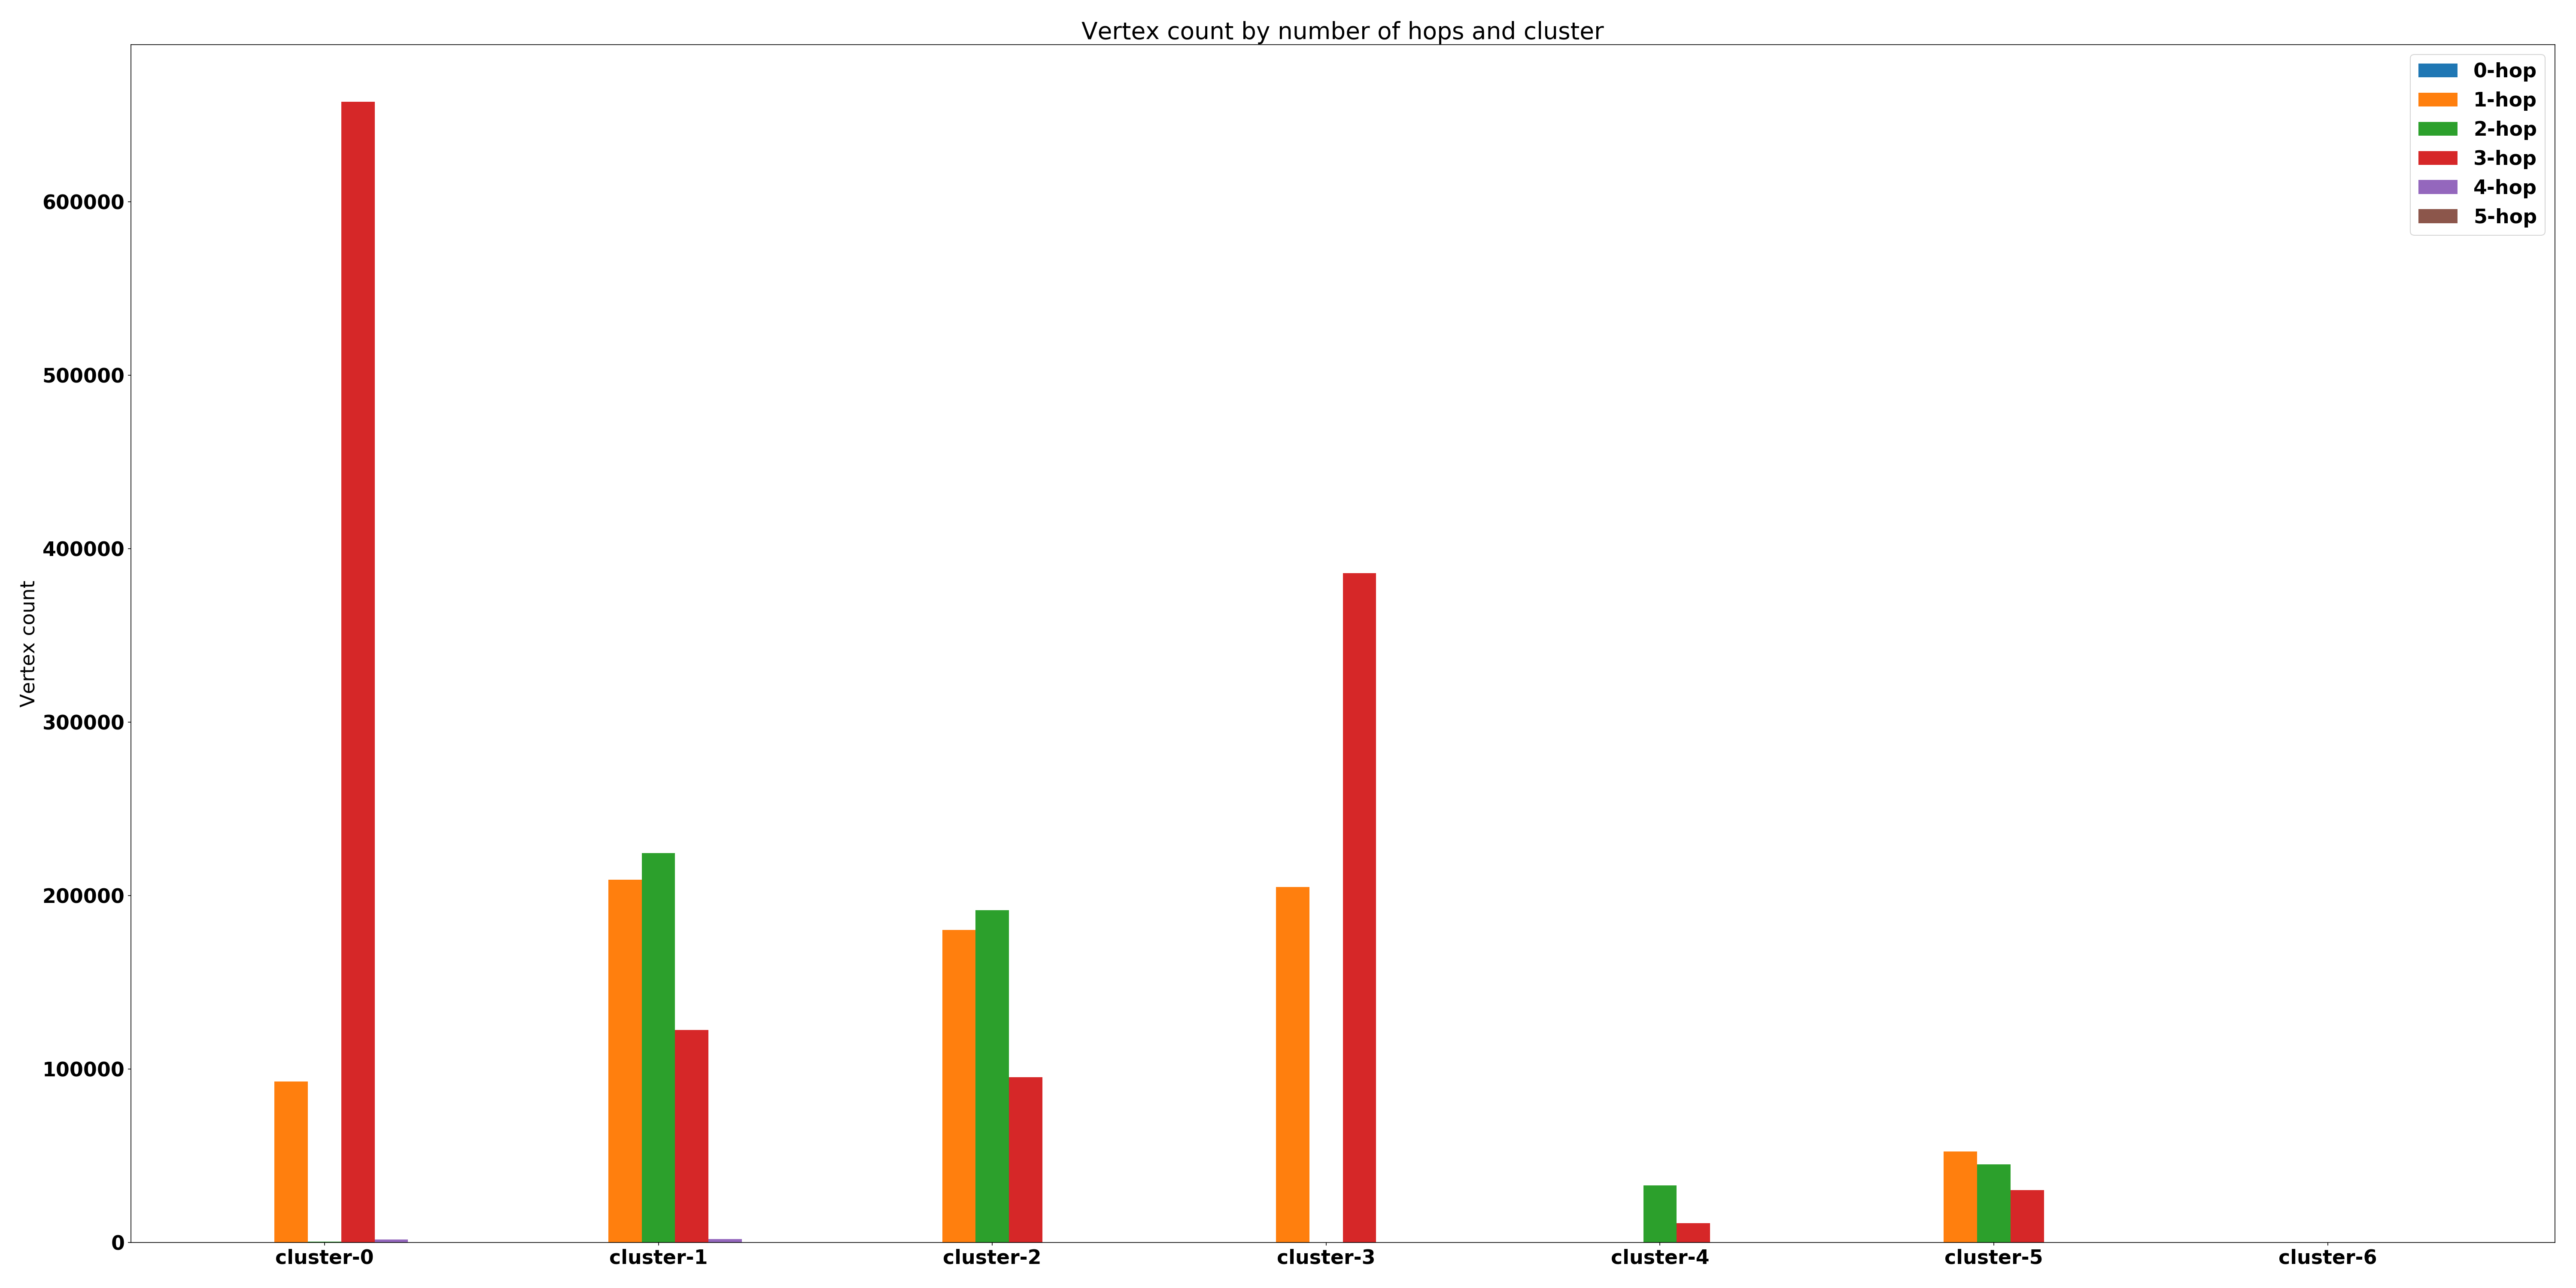 Vertex count by number of hops and cluster
0-hop
1-hop
2-hop
3-hop
4-hop
5-hop
600000
500000
400000
300000
200000
100000
0
Vertex count
cluster-0 cluster-1 cluster-2 cluster-3 cluster-4 cluster-5 cluster-6